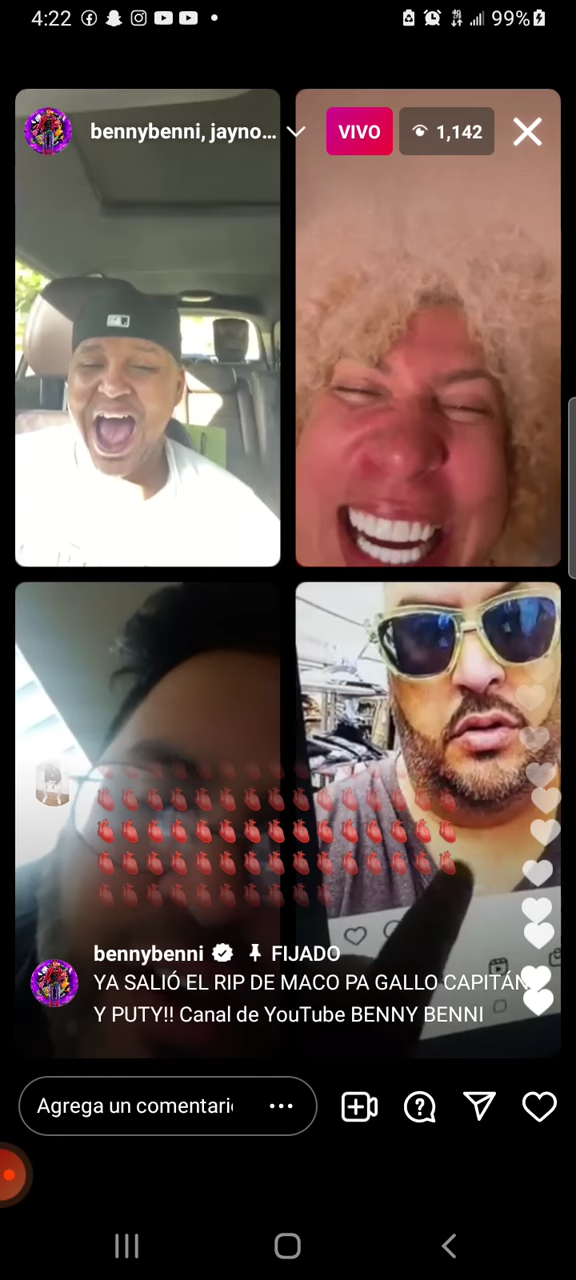 4:22
99%
bennybenni, jayno...
VIVO
1,142
bennybenni FIJADO
YA SALIÓ EL RIP DE MACO PA GALLO CAPITÁN
Y PUTY!! Canal de YouTube BENNY BENNI
Agrega un comentari